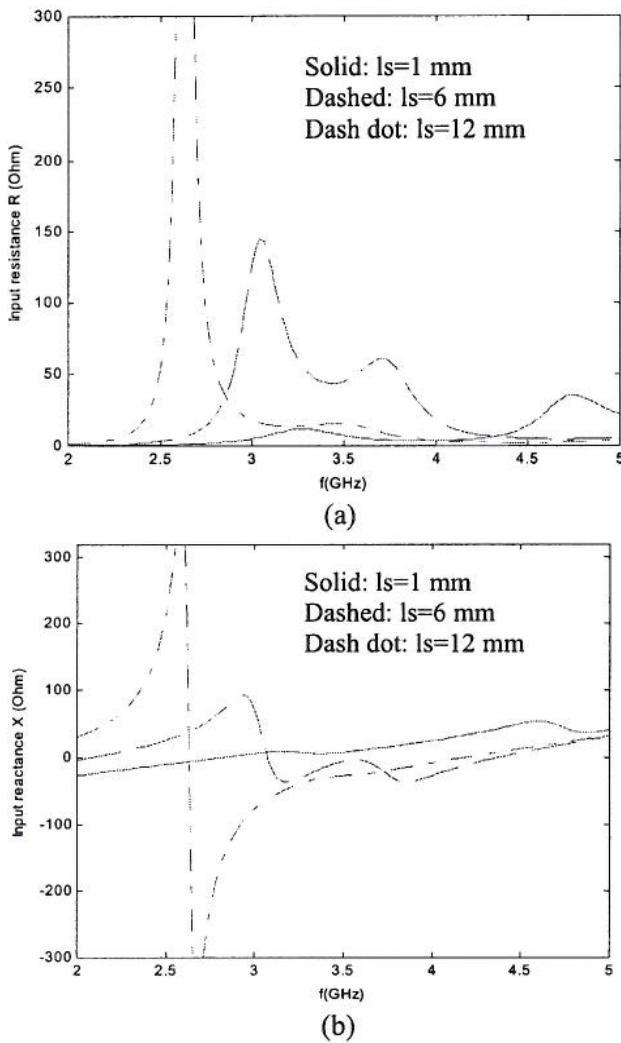 300
250
200
150
100
50
0
Input resistance R (Ohm)
Solid: ls=1 mm
Dashed: ls=6 mm
Dash dot: ls=12 mm
2 2.5 3 3.5 4 4.5 5
f(GHz)
(a)
300
200
100
0
-100
-200
-300
Input reactance X (Ohm)
Solid: ls=1 mm
Dashed: ls=6 mm
Dash dot: ls=12 mm
2 2.5 3 3.5 4 4.5 5
f(GHz)
(b)